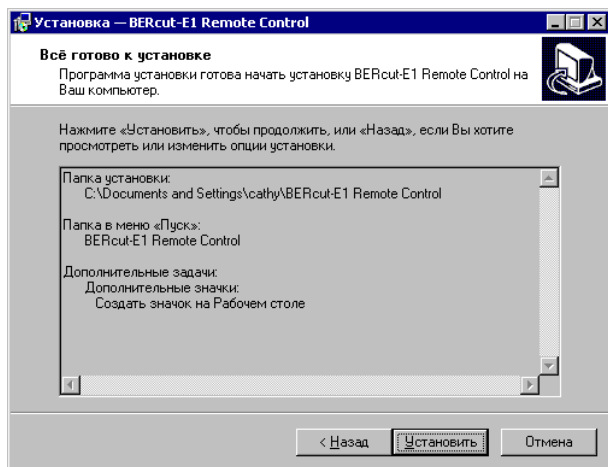 Установка — BERcut-E1 Remote Control
Всё готово к установке
Программа установки готова начать установку BERcut-E1 Remote Control на
Ваш компьютер.
Нажмите «Установить», чтобы продолжить, или «Назад», если Вы хотите
просмотреть или изменить опции установки.
Папка установки:
C:\Documents and Settings\cathy\BERcut-E1 Remote Control
Папка в меню «Пуск»:
BERcut-E1 Remote Control
Дополнительные задачи:
Дополнительные значки:
Создать значок на Рабочем столе
< Назад
Установить
Отмена